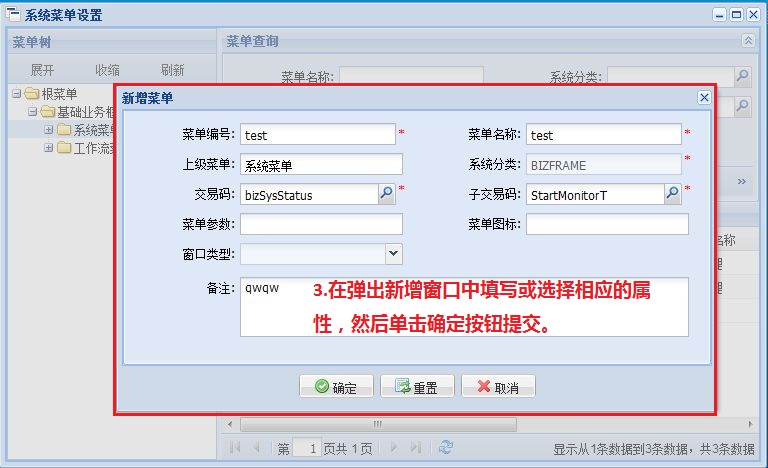 系统菜单设置
菜单树
菜单查询
展开 收缩 刷新
菜单名称: 系统分类:
根菜单
基础业务框
系统菜单
工作流
新增菜单
菜单编号: test * 菜单名称: test *
上级菜单: 系统菜单 系统分类: BIZFRAME *
交易码: bizSysStatus * 子交易码: StartMonitorT *
菜单参数: 菜单图标:
窗口类型:
备注: qwqw
3.在弹出新增窗口中填写或选择相应的属
性，然后单击确定按钮提交。
确定 重置 取消
名称
理
理
第 1 页共 1 页
显示从1条数据到3条数据，共3条数据